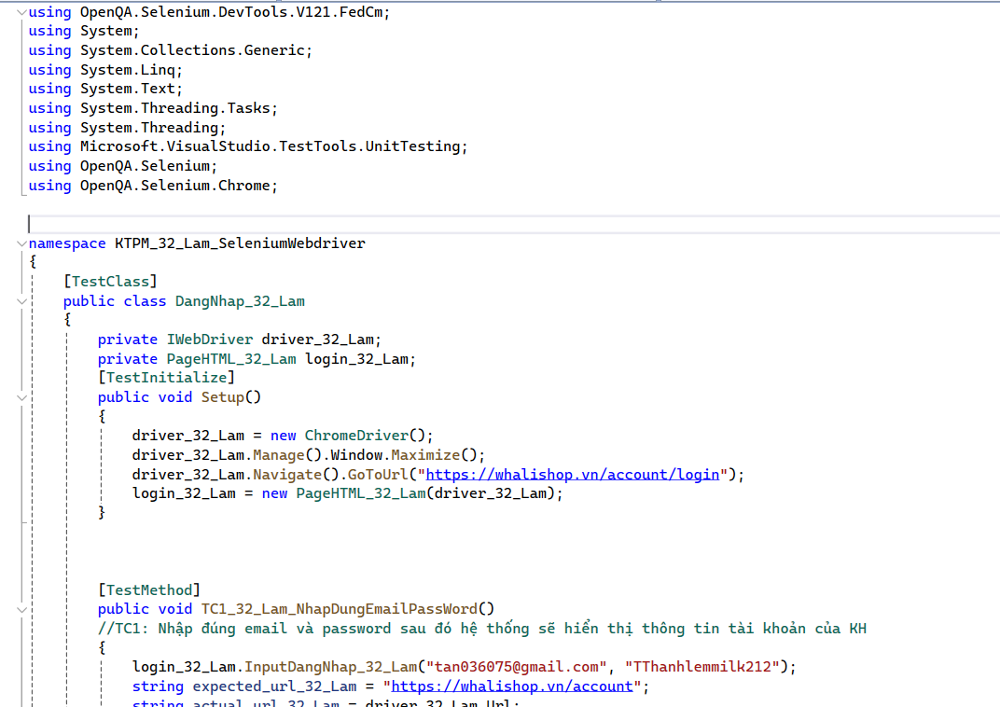 using OpenQA.Selenium.DevTools.V121.FedCm;
using System;
using System.Collections.Generic;
using System.Linq;
using System.Text;
using System.Threading.Tasks;
using System.Threading;
using Microsoft.VisualStudio.TestTools.UnitTesting;
using OpenQA.Selenium;
using OpenQA.Selenium.Chrome;
namespace KTPM_32_Lam_SeleniumWebdriver
{
[TestClass]
public class DangNhap_32_Lam
{
private IWebDriver driver_32_Lam;
private PageHTML_32_Lam login_32_Lam;
[TestInitialize]
public void Setup()
{
driver_32_Lam = new ChromeDriver();
driver_32_Lam.Manage().Window.Maximize();
driver_32_Lam.Navigate().GoToUrl("https://whalishop.vn/account/login");
login_32_Lam = new PageHTML_32_Lam(driver_32_Lam);
}
[TestMethod]
public void TC1_32_Lam_NhapDungEmailPassWord()
//TC1: Nhập đúng email và password sau đó hệ thống sẽ hiển thị thông tin tài khoản của KH
{
login_32_Lam.InputDangNhap_32_Lam("tan036075@gmail.com", "TThanhlemmilk212");
string expected_url_32_Lam = "https://whalishop.vn/account";
string actual_url_32_Lam = driver_32_Lam.Url;